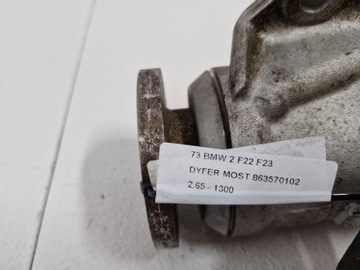 73 BMW 2 F22 F23
DYFER MOST 863570102
2.65 - 1300